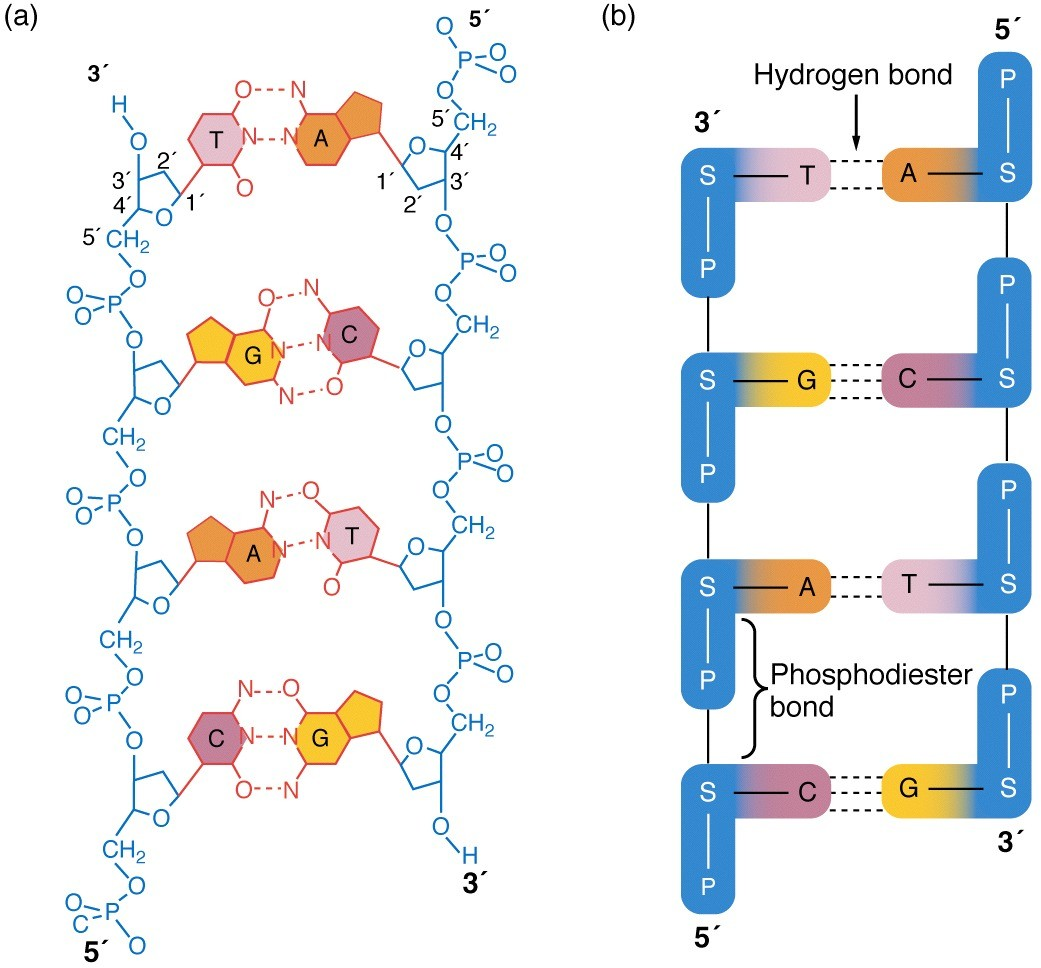 (a)
5´
O
P O
O
3´
O
5´
CH₂
H
O
O N
T N N A
O
2´
3´
4´
1´
O
O
4´
3´
1´
2´
5´
CH₂
O
O
O P
O
O
P O
O
O
CH₂
O N
G N N C
N O
O
O
CH₂
O
O
O P
O
O
P O
O
O
CH₂
N O
A N N T
O
O
O
CH₂
O
O
O P
O
O
P O
O
O
CH₂
N O
C N N G
O N
O
O
CH₂
O
H
3´
O
O
C P
O
5´
(b)
5´
P
Hydrogen bond
3´
S T A S
P
P
S G C S
P
P
S A T S
P
Phosphodiester
bond
P
S C G S
3´
P
5´